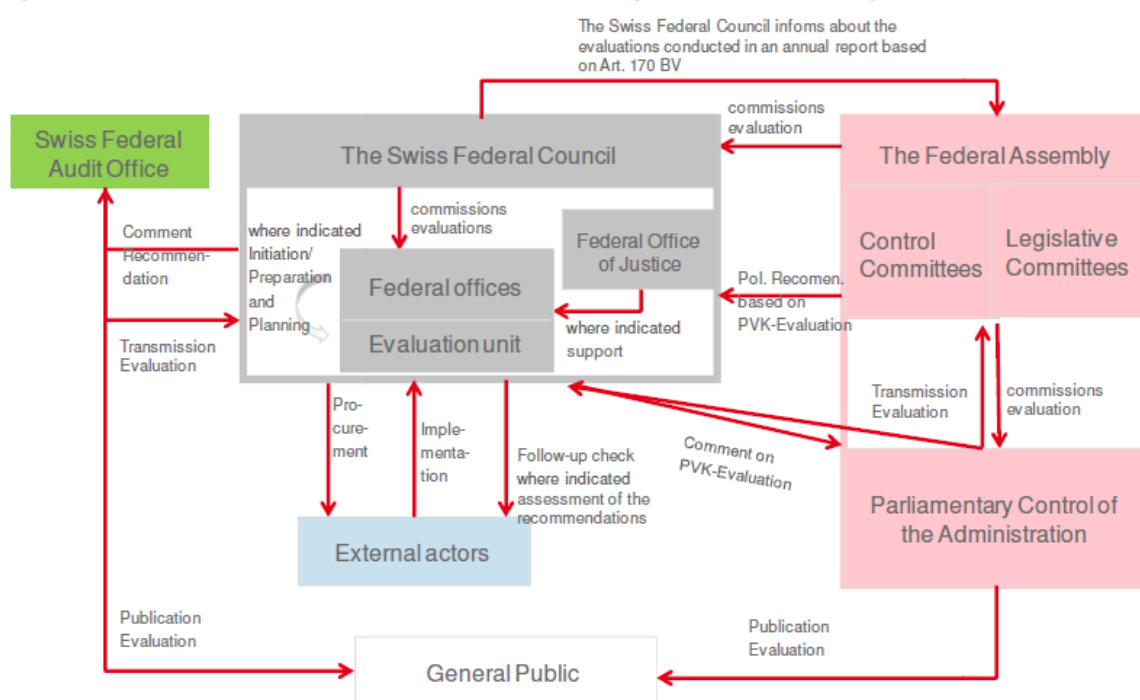 The Swiss Federal Council infoms about the
evaluations conducted in an annual report based
on Art. 170 BV
Swiss Federal
Audit Office
The Swiss Federal Council
commissions
evaluation
The Federal Assembly
commissions
evaluations
where indicated
Initiation/
Preparation
and
Planning
Comment
Recommen-
dation
Federal Office
of Justice
Control
Committees
Legislative
Committees
Federal offices
Evaluation unit
where indicated
support
Pol. Recomen.
based on
PVK-Evaluation
Transmission
Evaluation
Transmission
Evaluation
commissions
evaluation
Pro-
curement
Imple-
menta-
tion
Follow-up check
where indicated
assessment of the
recommendations
Comment on
PVK-Evaluation
External actors
Parliamentary Control of
the Administration
Publication
Evaluation
Publication
Evaluation
General Public